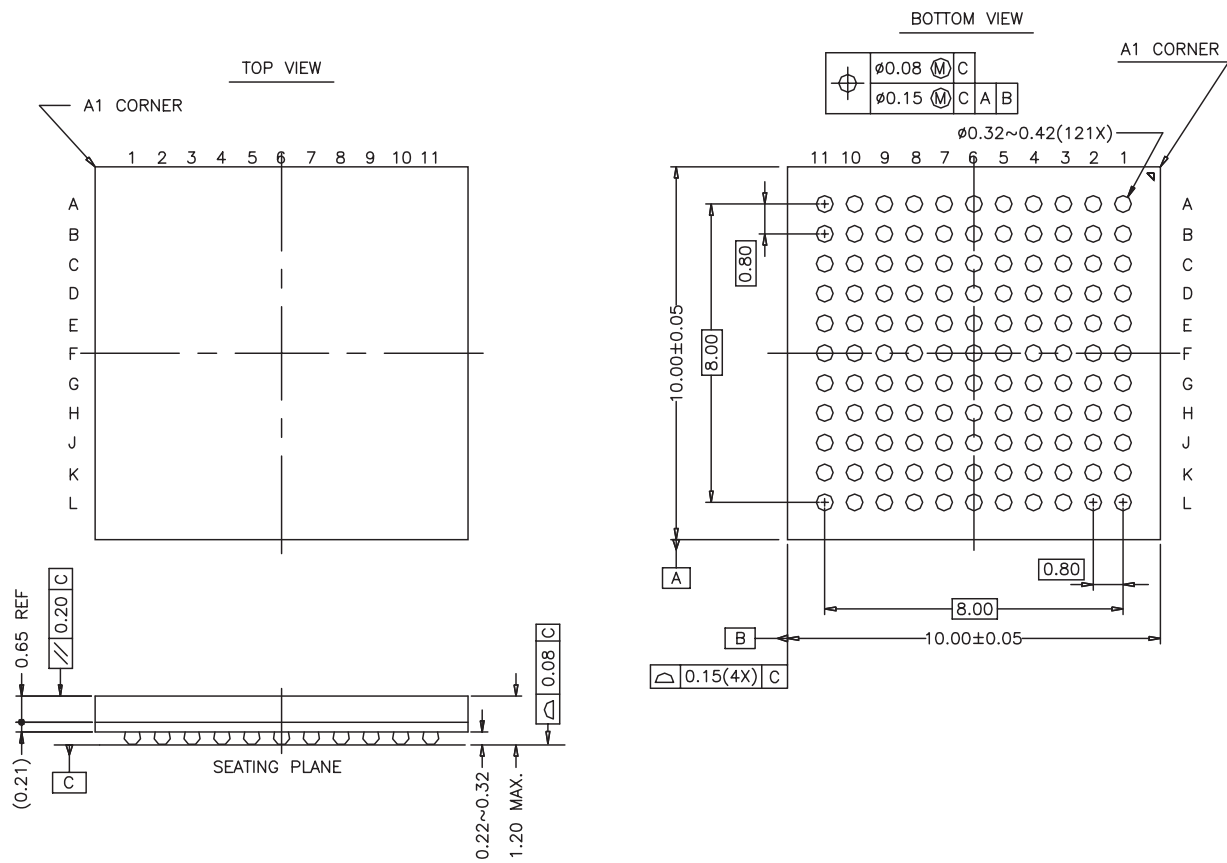 TOP VIEW
A1 CORNER
1 2 3 4 5 6 7 8 9 10 11
A
B
C
D
E
F
G
H
J
K
L
BOTTOM VIEW
A1 CORNER
ø0.08 Ⓜ C
ø0.15 Ⓜ C A B
ø0.32~0.42(121X)
11 10 9 8 7 6 5 4 3 2 1
A
B
C
D
E
F
G
H
J
K
L
0.80
8.00
10.00±0.05
A
0.80
8.00
B
10.00±0.05
0.15(4X) C
0.65 REF
(0.21)
// 0.20 C
C
SEATING PLANE
0.22~0.32
1.20 MAX.
0.08 C